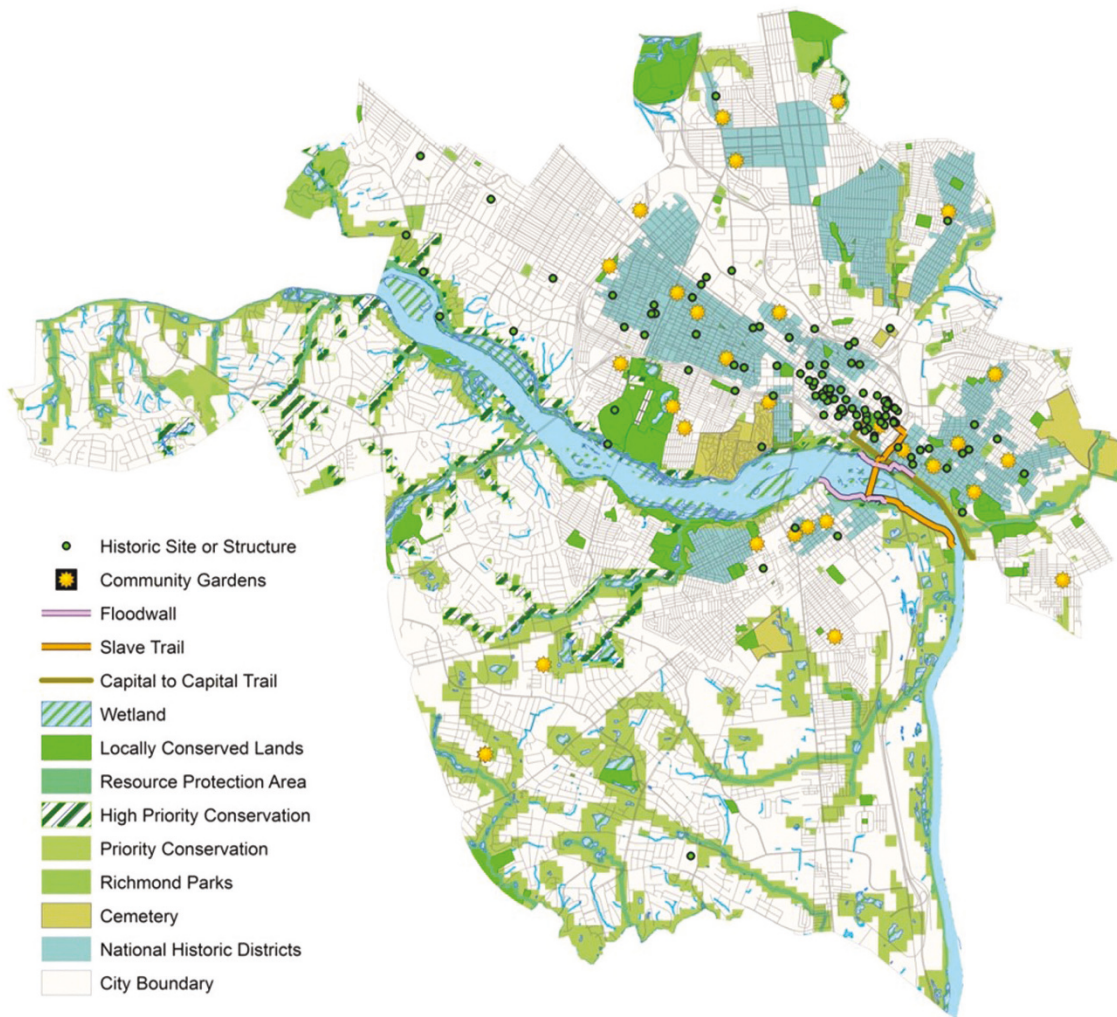 Historic Site or Structure
Community Gardens
Floodwall
Slave Trail
Capital to Capital Trail
Wetland
Locally Conserved Lands
Resource Protection Area
High Priority Conservation
Priority Conservation
Richmond Parks
Cemetery
National Historic Districts
City Boundary